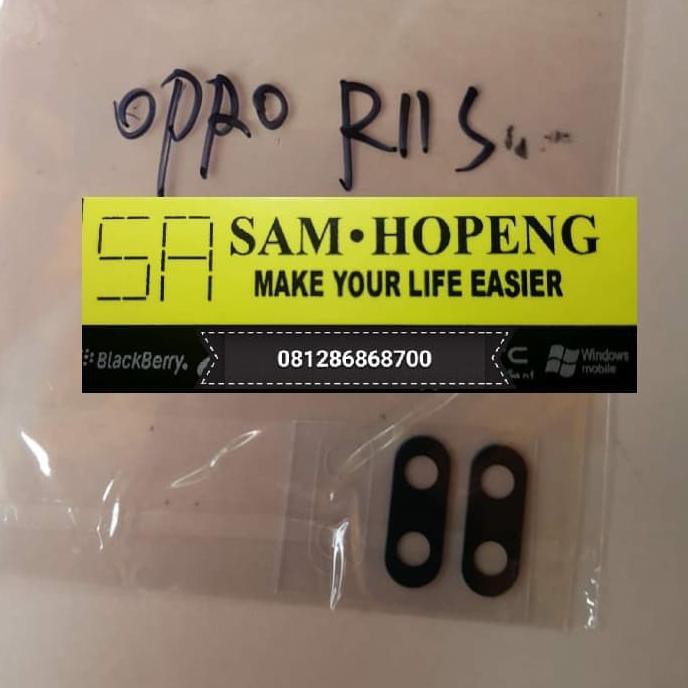 OPPO R11S
SA SAM•HOPENG
MAKE YOUR LIFE EASIER
BlackBerry. 081286868700 Windows
mobile